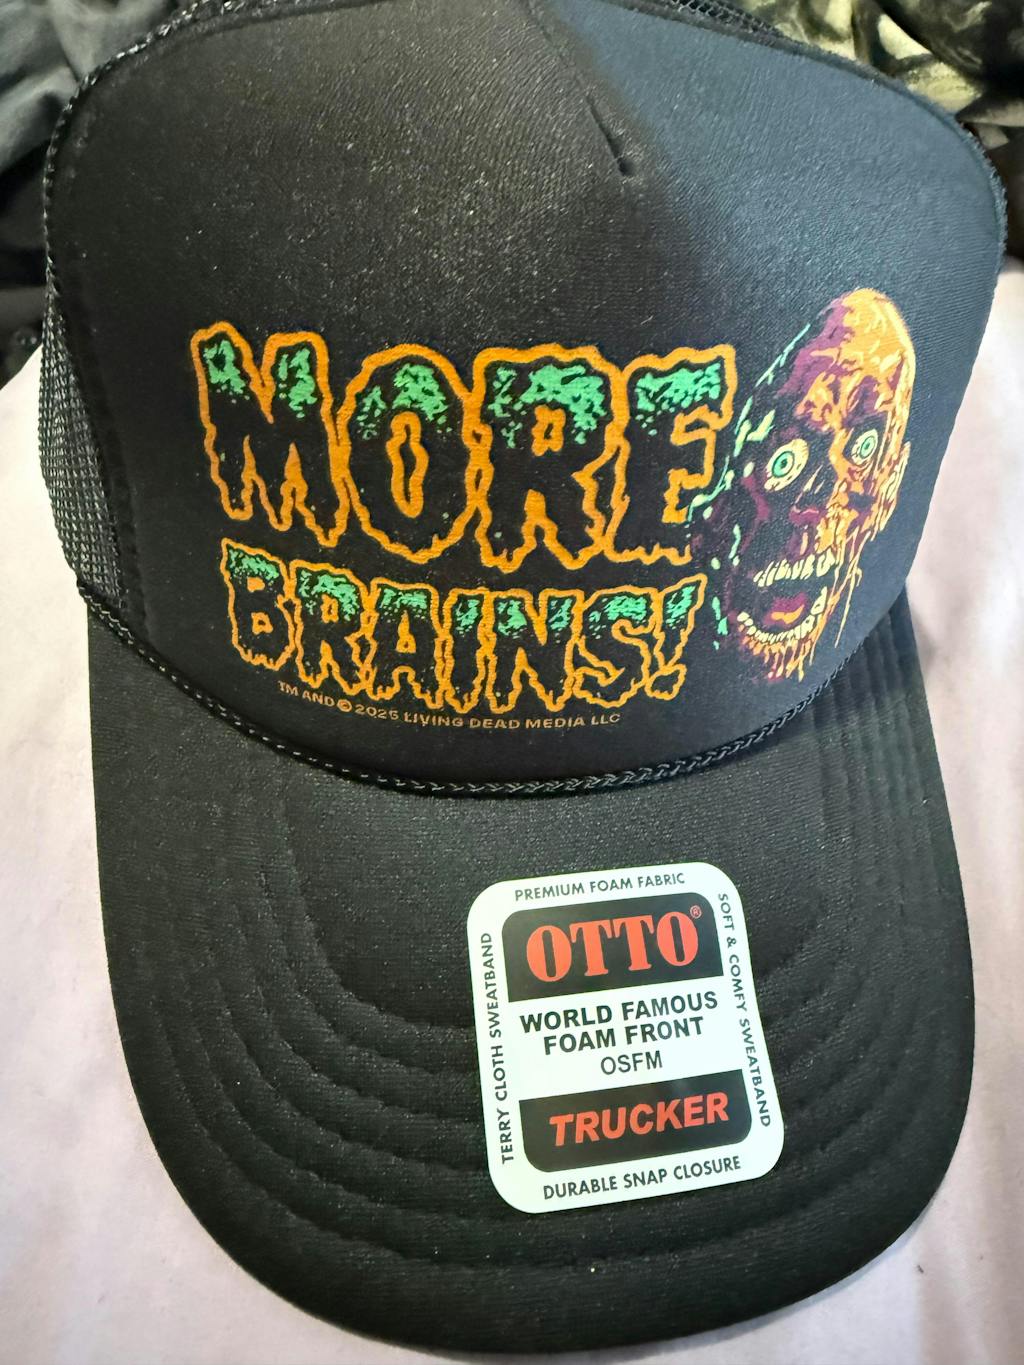 MORE
BRAINS!
TM AND © 2025 LIVING DEAD MEDIA LLC
PREMIUM FOAM FABRIC
OTTO®
WORLD FAMOUS
FOAM FRONT
OSFM
TRUCKER
DURABLE SNAP CLOSURE
TERRY CLOTH SWEATBAND
SOFT & COMFY SWEATBAND